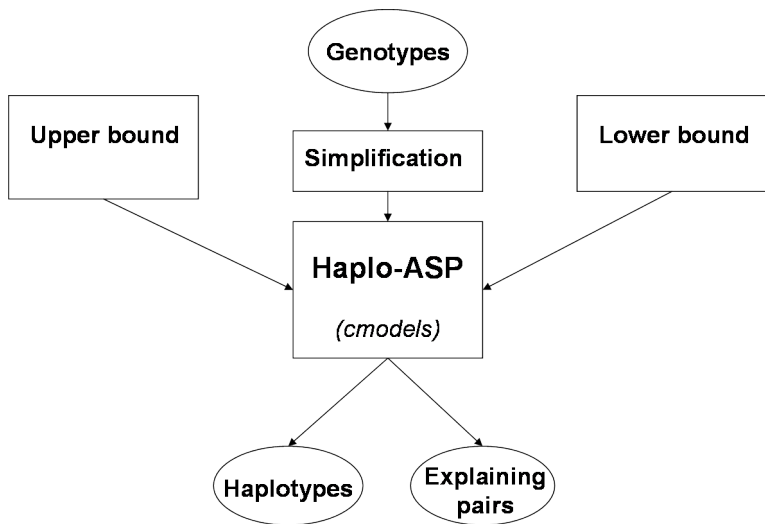 Genotypes
Upper bound
Simplification
Lower bound
Haplo-ASP
(cmodels)
Haplotypes
Explaining
pairs